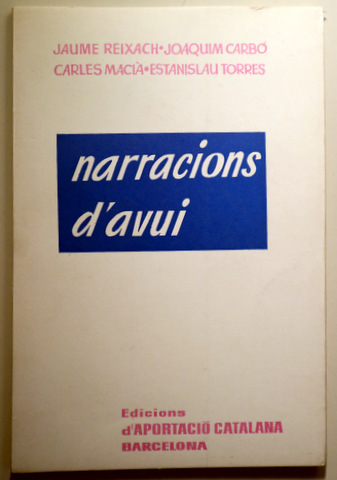 JAUME REIXACH•JOAQUIM CARBÓ
CARLES MACIÀ•ESTANISLAU TORRES
narracions
d'avui
Edicions
d'APORTACIÓ CATALANA
BARCELONA